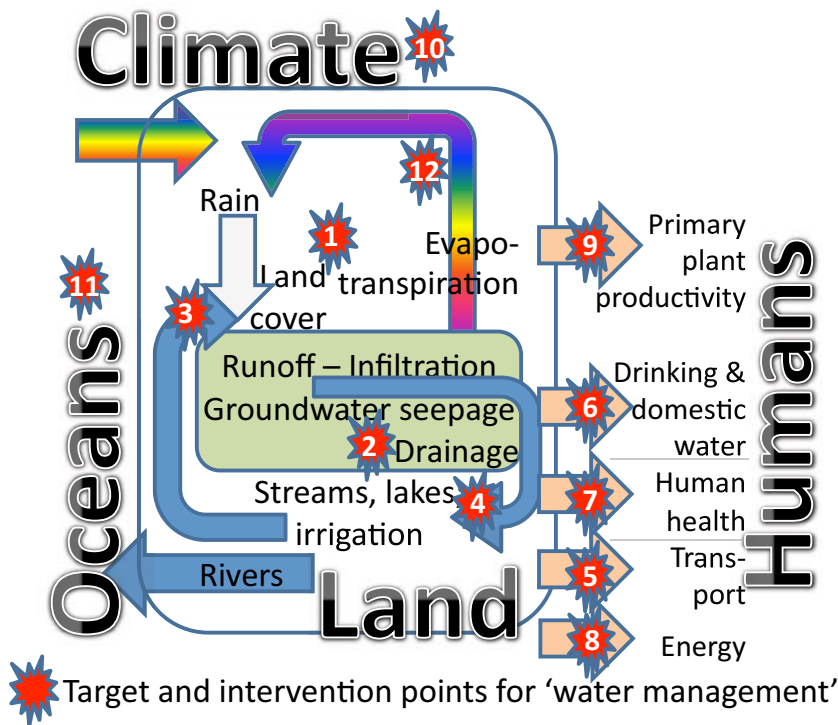 Climate
10
12
Rain
1
Evapo-
transpiration
9
Primary
plant
productivity
11
Land
cover
3
Oceans
Humans
Runoff – Infiltration
Groundwater seepage
2
Drainage
6
Drinking &
domestic
water
Streams, lakes,
irrigation
4
7
Human
health
Rivers
Land
5
Trans-
port
8
Energy
Target and intervention points for ‘water management’